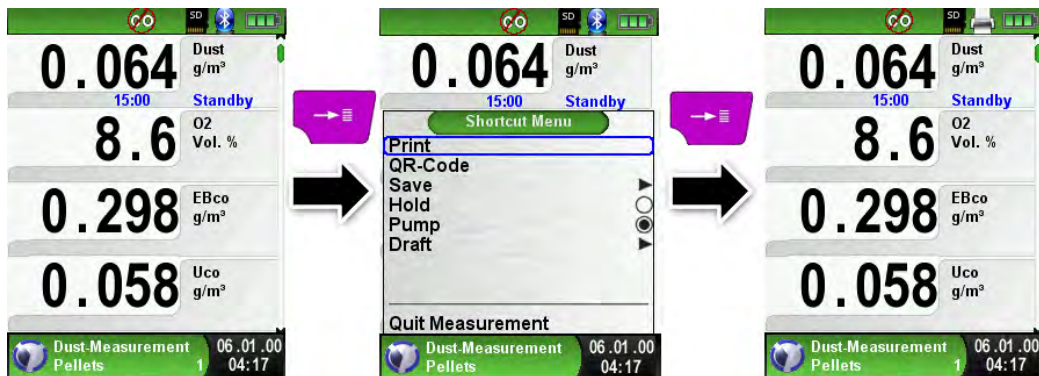 CO SD
0.064 Dust
g/m³
15:00 Standby
8.6 O2
Vol. %
0.298 EBco
g/m³
0.058 Uco
g/m³
Dust-Measurement 06.01.00
Pellets 1 04:17
CO SD
0.064 Dust
g/m³
15:00 Standby
Shortcut Menu
Print
QR-Code
Save
Hold
Pump
Draft
Quit Measurement
Dust-Measurement 06.01.00
Pellets 04:17
CO SD
0.064 Dust
g/m³
15:00 Standby
8.6 O2
Vol. %
0.298 EBco
g/m³
0.058 Uco
g/m³
Dust-Measurement 06.01.00
Pellets 1 04:17